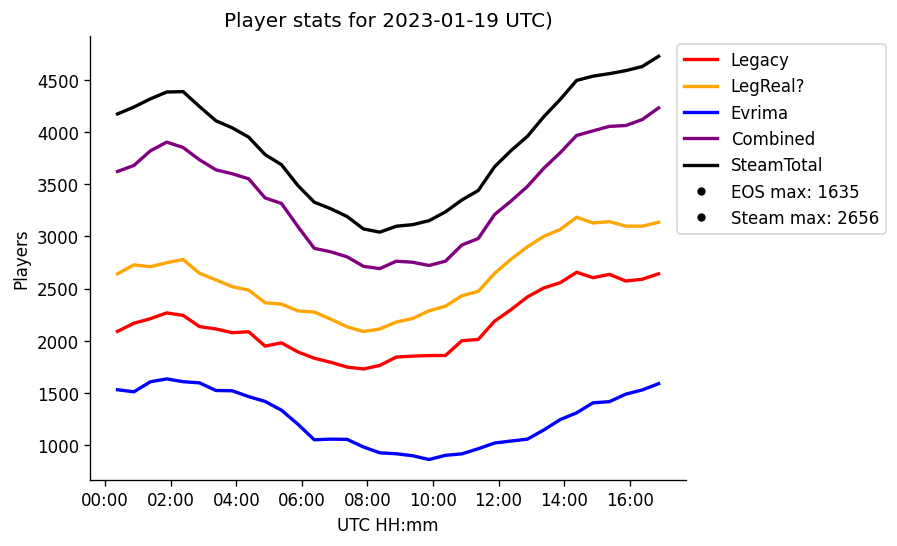 Player stats for 2023-01-19 UTC)
Legacy
LegReal?
Evrima
Combined
SteamTotal
EOS max: 1635
Steam max: 2656
Players
4500
4000
3500
3000
2500
2000
1500
1000
00:00 02:00 04:00 06:00 08:00 10:00 12:00 14:00 16:00
UTC HH:mm